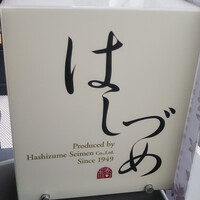 はしづめ
Produced by
Hashizume Seimen Co.,Ltd.
Since 1949